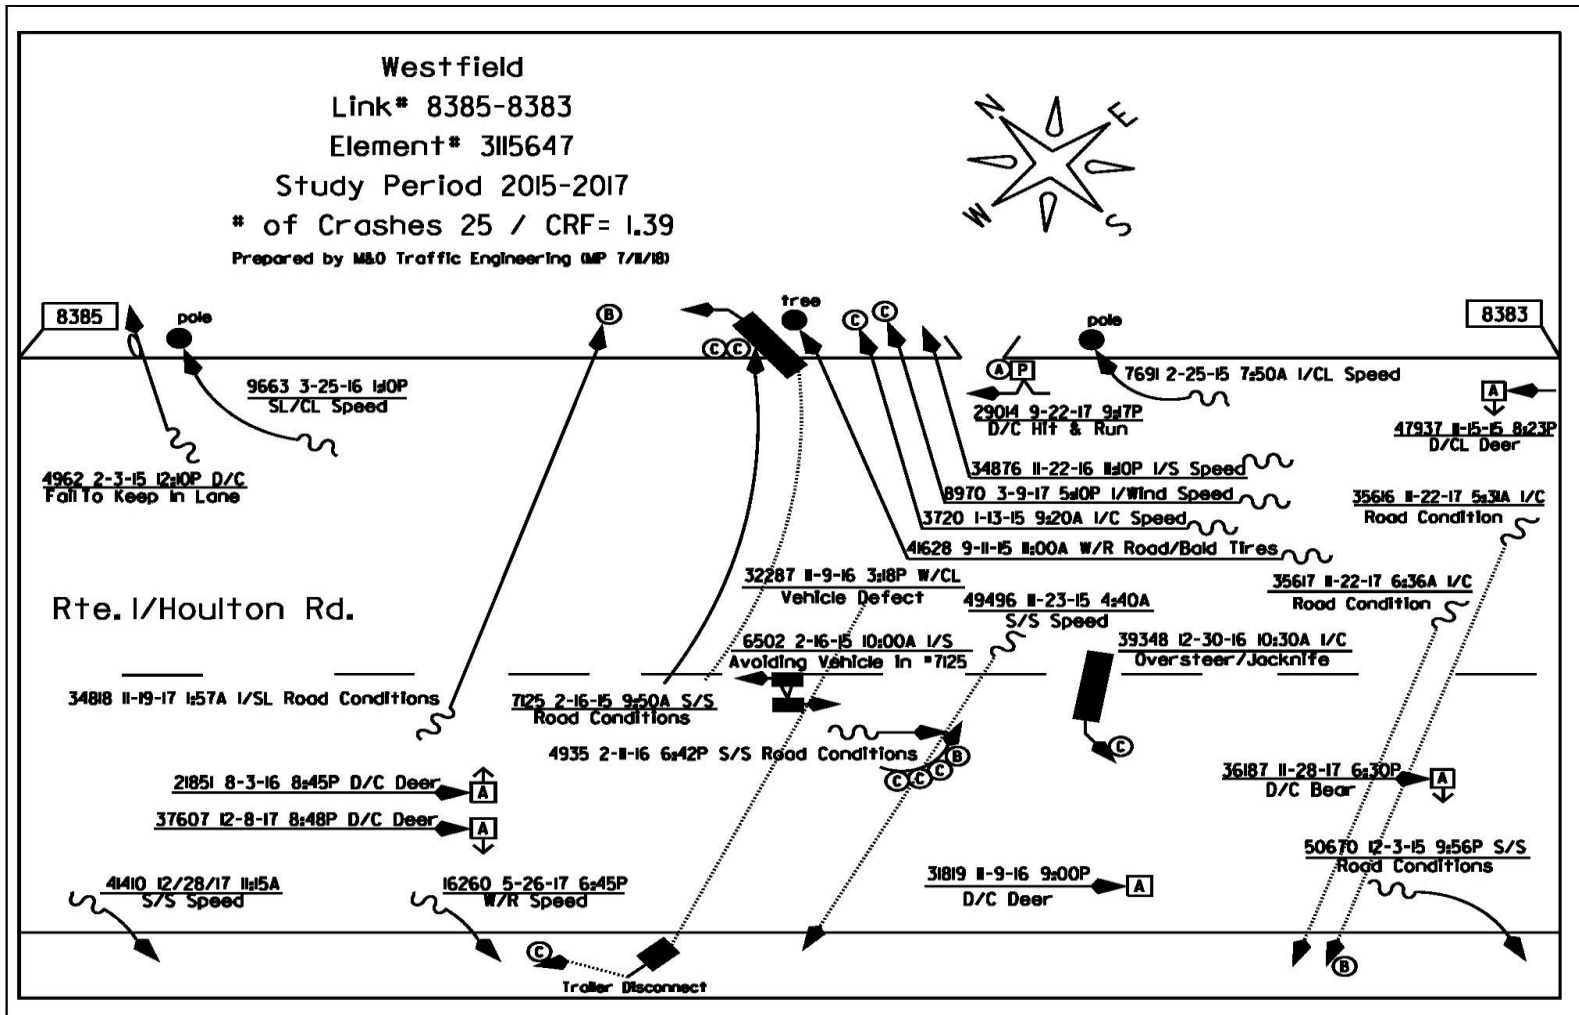 Westfield
Link# 8385-8383
Element# 3115647
Study Period 2015-2017
# of Crashes 25 / CRF= 1.39
Prepared by M&O Traffic Engineering (MP 7/11/18)
N
E
W
S
8385
pole
B
tree
C
C
C C
pole
8383
9663 3-25-16 1:10P
SL/CL Speed
A P
29014 9-22-17 9:17P
D/C Hit & Run
7691 2-25-15 7:50A I/CL Speed
A
47937 11-15-15 8:23P
D/CL Deer
4962 2-3-15 12:10P D/C
Fail To Keep In Lane
34876 11-22-16 11:10P I/S Speed
8970 3-9-17 5:10P I/Wind Speed
3720 1-13-15 9:20A I/C Speed
41628 9-11-15 11:00A W/R Road/Bald Tires
35616 11-22-17 5:31A I/C
Road Condition
Rte. 1/Houlton Rd.
32287 11-9-16 3:18P W/CL
Vehicle Defect
49496 11-23-15 4:40A
S/S Speed
35617 11-22-17 6:36A I/C
Road Condition
6502 2-16-15 10:00A I/S
Avoiding Vehicle in #7125
39348 12-30-16 10:30A I/C
Oversteer/Jacknife
34818 11-19-17 1:57A I/SL Road Conditions
7125 2-16-15 9:50A S/S
Road Conditions
4935 2-11-16 6:42P S/S Road Conditions
B
C C C
C
21851 8-3-16 8:45P D/C Deer
A
37607 12-8-17 8:48P D/C Deer
A
36187 11-28-17 6:30P
D/C Bear
A
41410 12/28/17 11:15A
S/S Speed
16260 5-26-17 6:45P
W/R Speed
31819 11-9-16 9:00P
D/C Deer
A
50670 12-3-15 9:56P S/S
Road Conditions
C
Trailer Disconnect
B